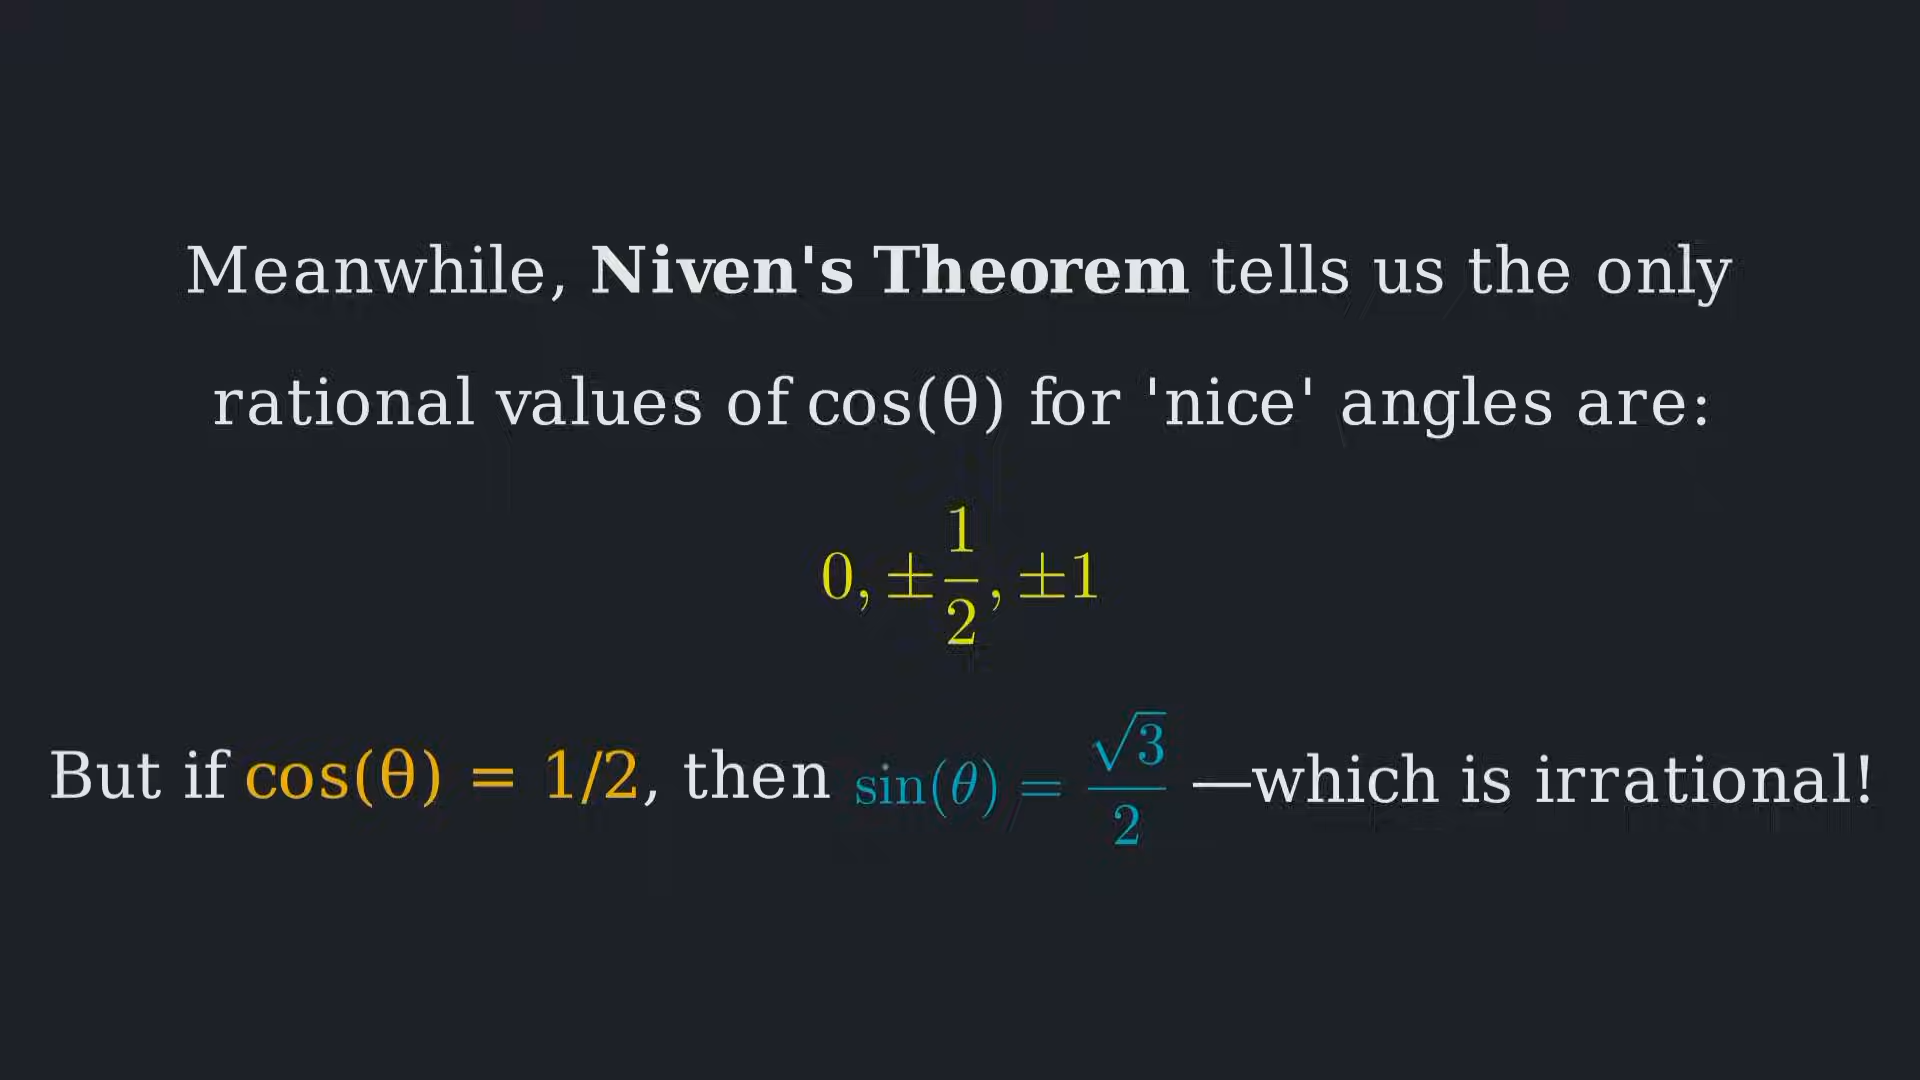 Meanwhile, Niven's Theorem tells us the only
rational values of cos(θ) for 'nice' angles are:
0, ±1/2, ±1
But if cos(θ) = 1/2, then sin(θ) = √3/2 —which is irrational!